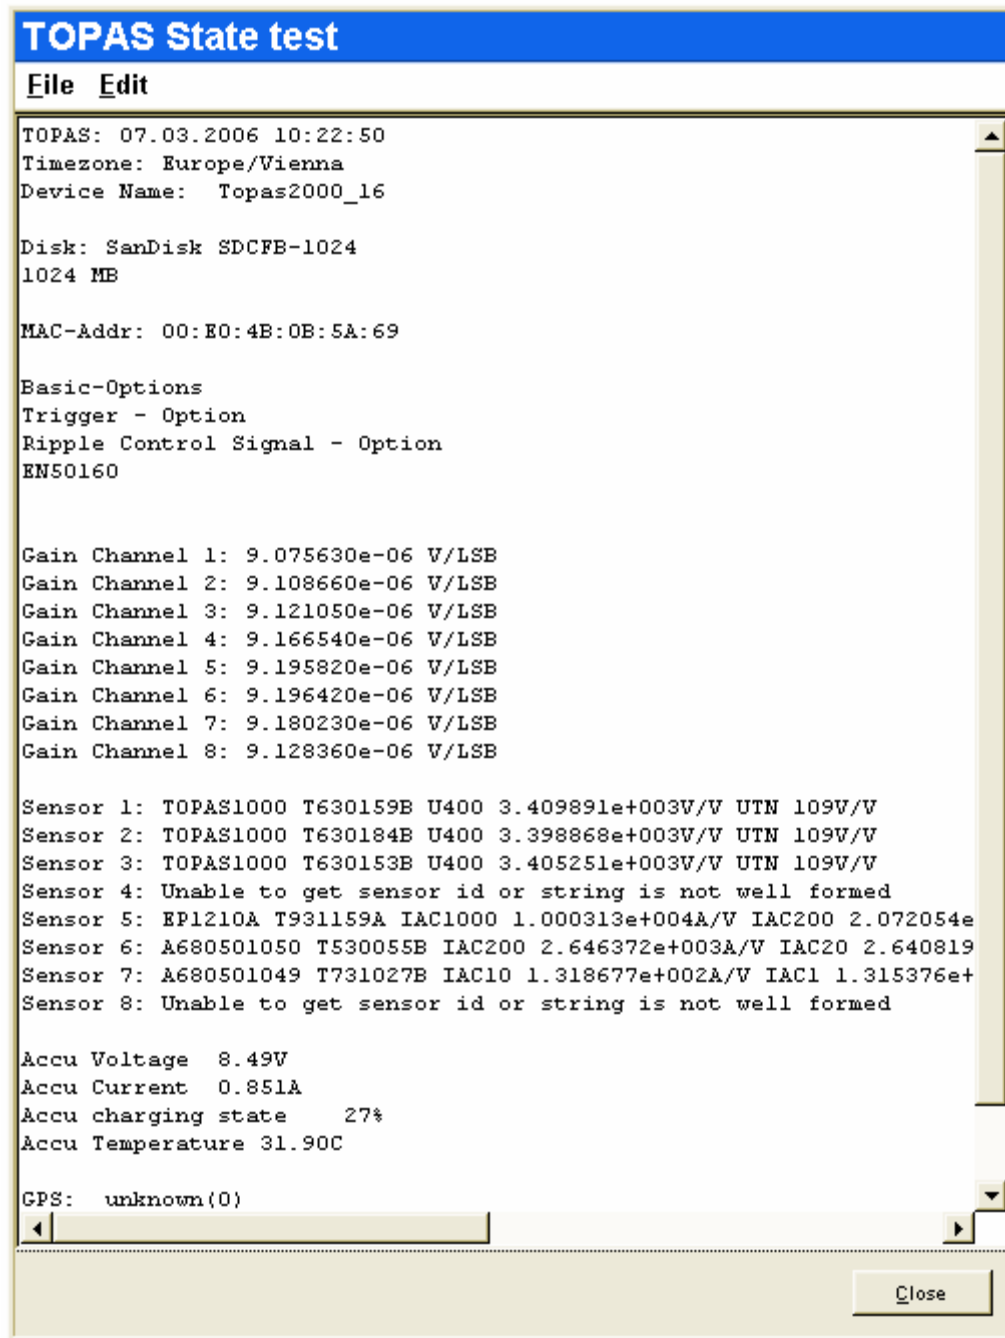 TOPAS State test
File Edit
TOPAS: 07.03.2006 10:22:50
Timezone: Europe/Vienna
Device Name:  Topas2000_16
Disk: SanDisk SDCFB-1024
1024 MB
MAC-Addr: 00:E0:4B:0B:5A:69
Basic-Options
Trigger - Option
Ripple Control Signal - Option
EN50160
Gain Channel 1: 9.075630e-06 V/LSB
Gain Channel 2: 9.108660e-06 V/LSB
Gain Channel 3: 9.121050e-06 V/LSB
Gain Channel 4: 9.166540e-06 V/LSB
Gain Channel 5: 9.195820e-06 V/LSB
Gain Channel 6: 9.196420e-06 V/LSB
Gain Channel 7: 9.180230e-06 V/LSB
Gain Channel 8: 9.128360e-06 V/LSB
Sensor 1: TOPAS1000 T630159B U400 3.409891e+003V/V UTN 109V/V
Sensor 2: TOPAS1000 T630184B U400 3.398868e+003V/V UTN 109V/V
Sensor 3: TOPAS1000 T630153B U400 3.405251e+003V/V UTN 109V/V
Sensor 4: Unable to get sensor id or string is not well formed
Sensor 5: EP1210A T931159A IAC1000 1.000313e+004A/V IAC200 2.072054e
Sensor 6: A680501050 T530055B IAC200 2.646372e+003A/V IAC20 2.640819
Sensor 7: A680501049 T731027B IAC10 1.318677e+002A/V IAC1 1.315376e+
Sensor 8: Unable to get sensor id or string is not well formed
Accu Voltage  8.49V
Accu Current  0.851A
Accu charging state    27%
Accu Temperature 31.90C
GPS:  unknown(0)
Close